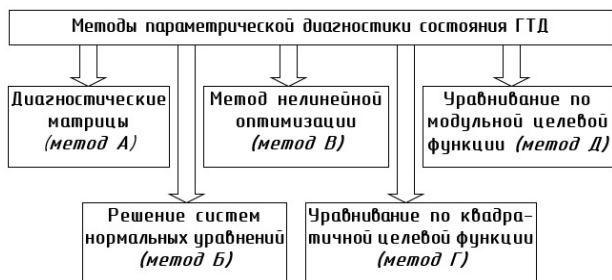 Методы параметрической диагностики состояния ГТД
Диагностические
матрицы
(метод А)
Метод нелинейной
оптимизации
(метод В)
Уравнивание по
модульной целевой
функции (метод Д)
Решение систем
нормальных уравнений
(метод Б)
Уравнивание по квадра-
тичной целевой функции
(метод Г)